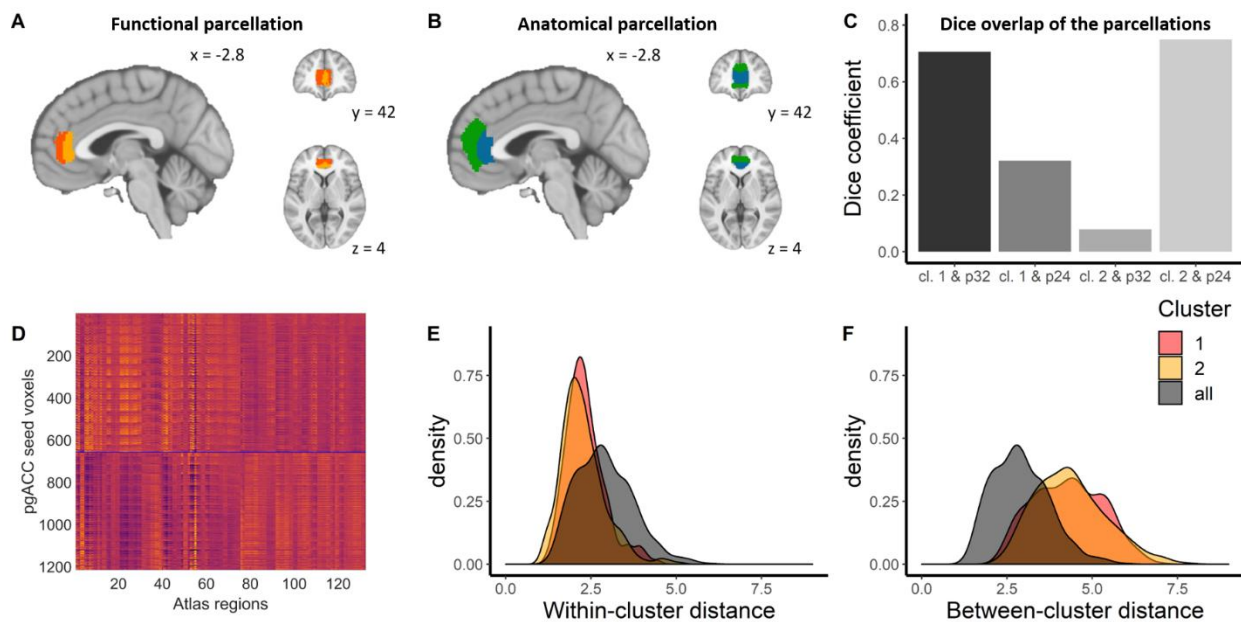 A
Functional parcellation
x = -2.8
y = 42
z = 4
B
Anatomical parcellation
x = -2.8
y = 42
z = 4
C
Dice overlap of the parcellations
Dice coefficient
0.8
0.6
0.4
0.2
0.0
cl. 1 & p32
cl. 1 & p24
cl. 2 & p32
cl. 2 & p24
D
pgACC seed voxels
200
400
600
800
1000
1200
20
40
60
80
100
120
Atlas regions
E
density
0.75
0.50
0.25
0.00
0.0
2.5
5.0
7.5
Within-cluster distance
F
Cluster
1
2
all
density
0.75
0.50
0.25
0.00
0.0
2.5
5.0
7.5
Between-cluster distance